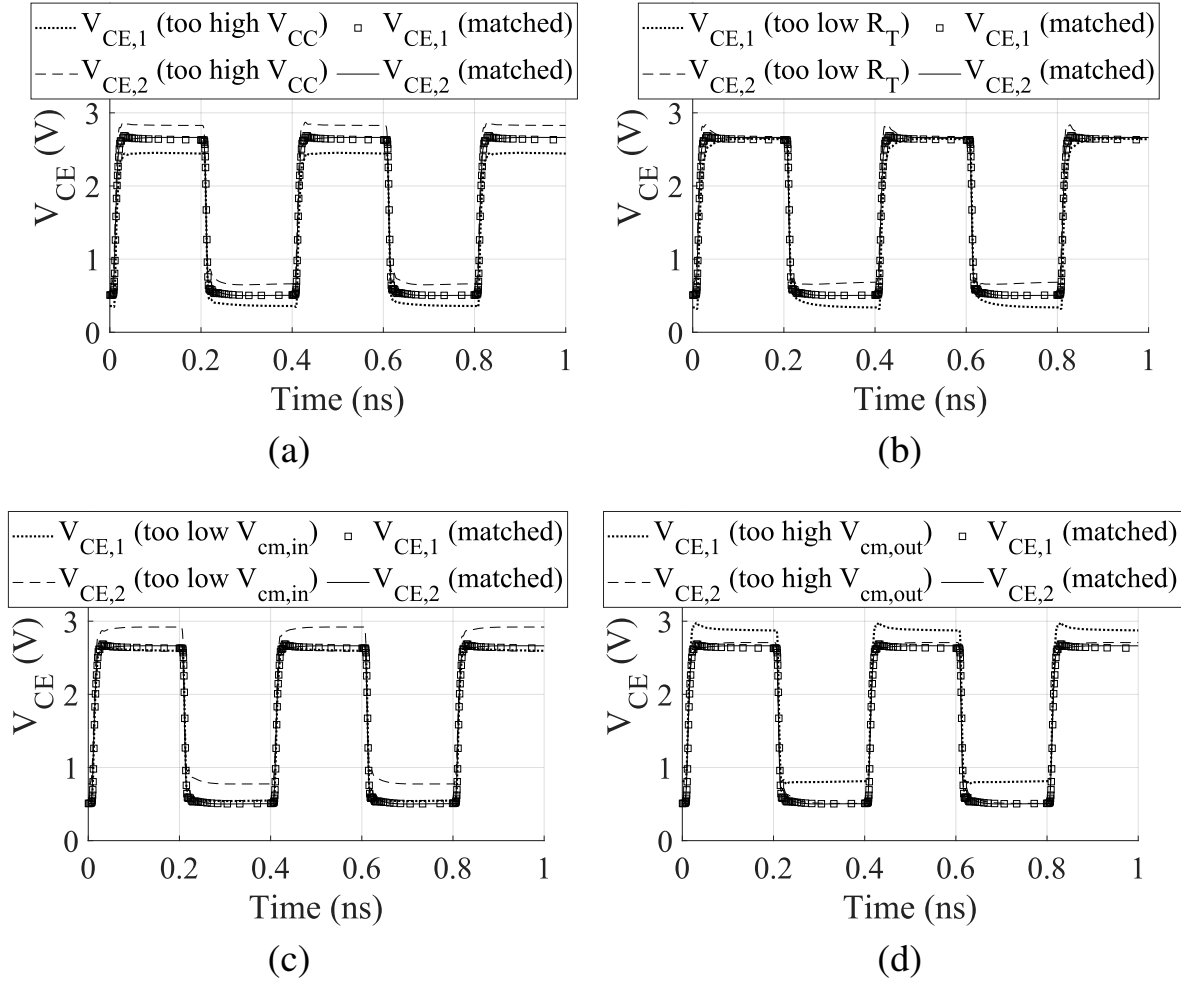 V_CE,1 (too high V_CC) V_CE,1 (matched)
V_CE,2 (too high V_CC) V_CE,2 (matched)
V_CE (V)
3
2
1
0
0 0.2 0.4 0.6 0.8 1
Time (ns)
(a)
V_CE,1 (too low R_T) V_CE,1 (matched)
V_CE,2 (too low R_T) V_CE,2 (matched)
V_CE (V)
3
2
1
0
0 0.2 0.4 0.6 0.8 1
Time (ns)
(b)
V_CE,1 (too low V_cm,in) V_CE,1 (matched)
V_CE,2 (too low V_cm,in) V_CE,2 (matched)
V_CE (V)
3
2
1
0
0 0.2 0.4 0.6 0.8 1
Time (ns)
(c)
V_CE,1 (too high V_cm,out) V_CE,1 (matched)
V_CE,2 (too high V_cm,out) V_CE,2 (matched)
V_CE (V)
3
2
1
0
0 0.2 0.4 0.6 0.8 1
Time (ns)
(d)